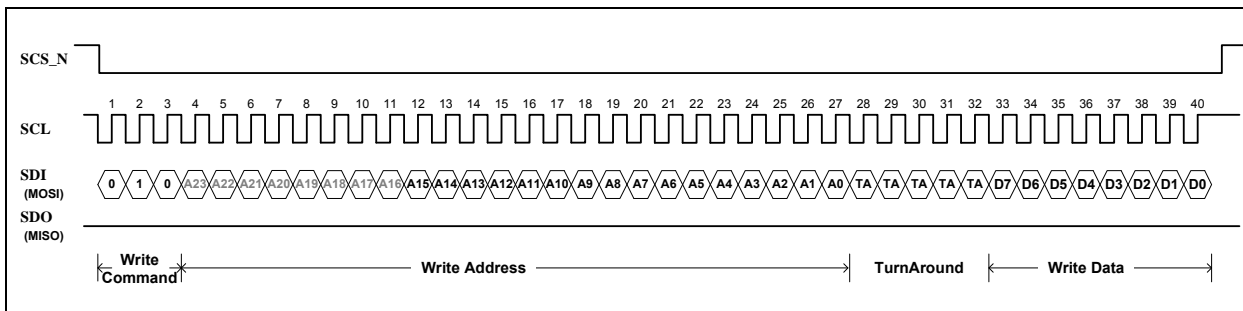 SCS_N
1 2 3 4 5 6 7 8 9 10 11 12 13 14 15 16 17 18 19 20 21 22 23 24 25 26 27 28 29 30 31 32 33 34 35 36 37 38 39 40
SCL
SDI
(MOSI)
0 1 0 A23 A22 A21 A20 A19 A18 A17 A16 A15 A14 A13 A12 A11 A10 A9 A8 A7 A6 A5 A4 A3 A2 A1 A0 TA TA TA TA TA D7 D6 D5 D4 D3 D2 D1 D0
SDO
(MISO)
Write
Command
Write Address
TurnAround
Write Data